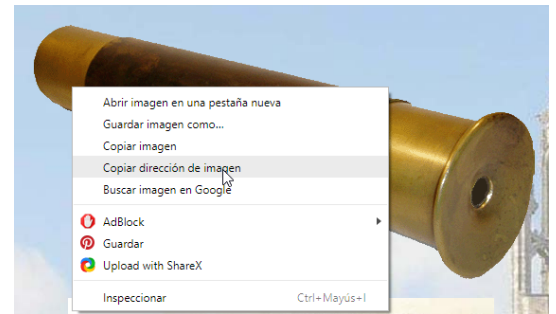 Abrir imagen en una pestaña nueva
Guardar imagen como...
Copiar imagen
Copiar dirección de imagen
Buscar imagen en Google
AdBlock
Guardar
Upload with ShareX
Inspeccionar Ctrl+Mayús+I